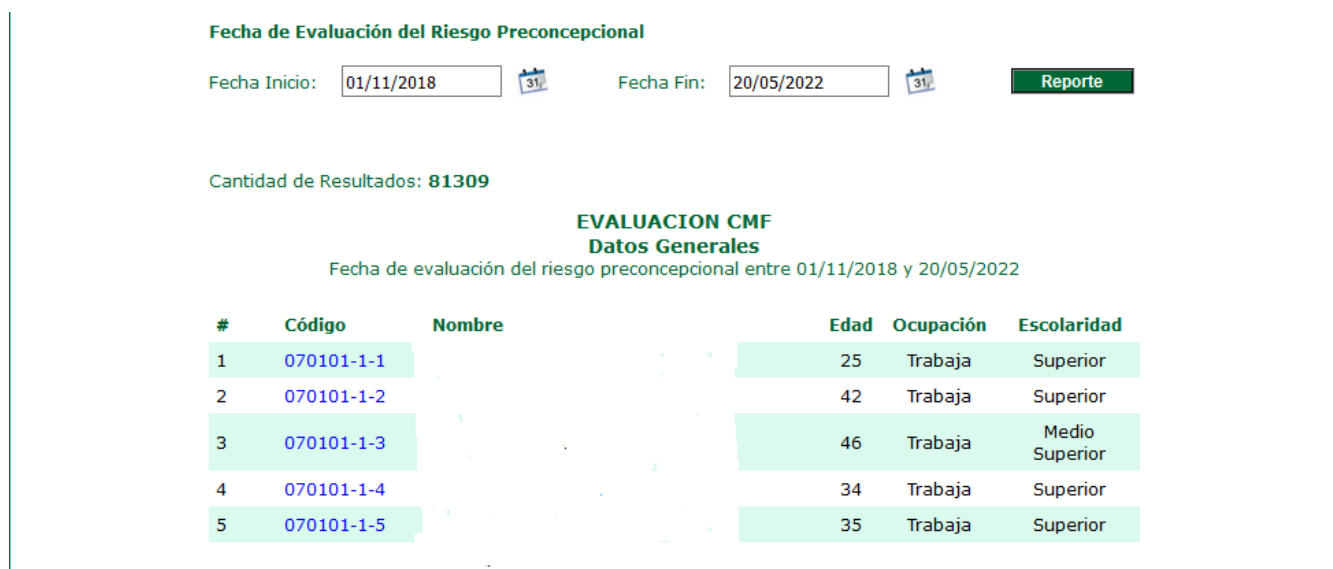 Fecha de Evaluación del Riesgo Preconcepcional
Fecha Inicio: 01/11/2018 31 Fecha Fin: 20/05/2022 31 Reporte
Cantidad de Resultados: 81309
EVALUACION CMF
Datos Generales
Fecha de evaluación del riesgo preconcepcional entre 01/11/2018 y 20/05/2022
# Código Nombre Edad Ocupación Escolaridad
1 070101-1-1 25 Trabaja Superior
2 070101-1-2 42 Trabaja Superior
3 070101-1-3 46 Trabaja Medio
Superior
4 070101-1-4 34 Trabaja Superior
5 070101-1-5 35 Trabaja Superior